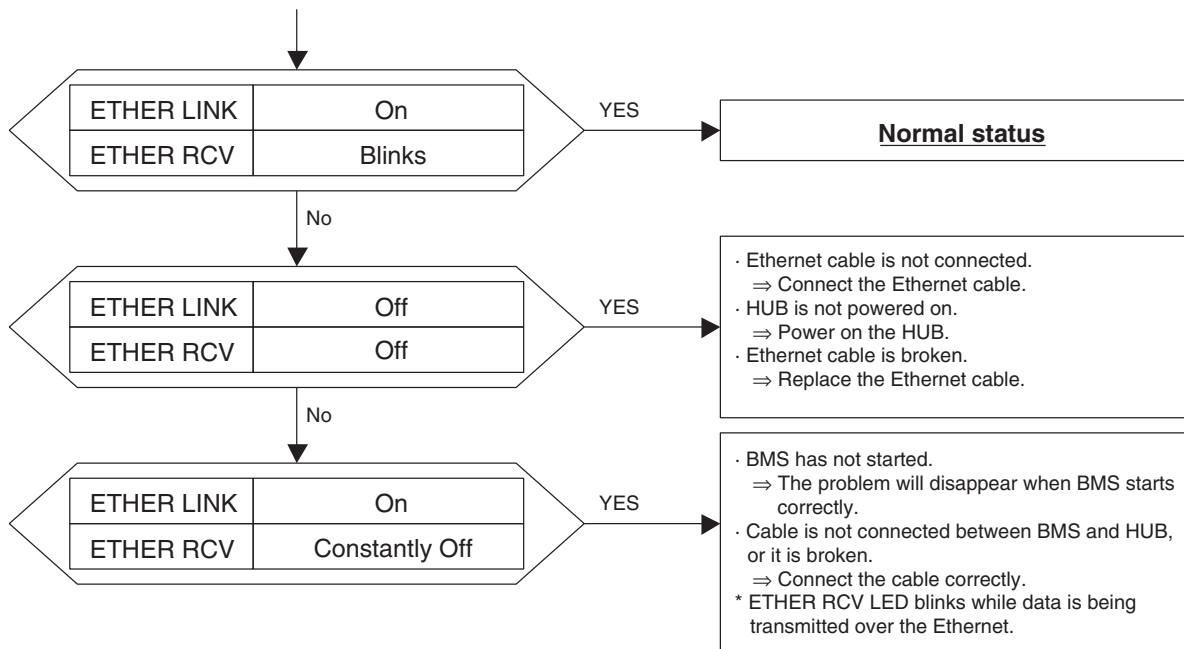 ETHER LINK On
ETHER RCV Blinks
YES
Normal status
No
ETHER LINK Off
ETHER RCV Off
YES
· Ethernet cable is not connected.
⇒ Connect the Ethernet cable.
· HUB is not powered on.
⇒ Power on the HUB.
· Ethernet cable is broken.
⇒ Replace the Ethernet cable.
No
ETHER LINK On
ETHER RCV Constantly Off
YES
· BMS has not started.
⇒ The problem will disappear when BMS starts
correctly.
· Cable is not connected between BMS and HUB,
or it is broken.
⇒ Connect the cable correctly.
* ETHER RCV LED blinks while data is being
transmitted over the Ethernet.